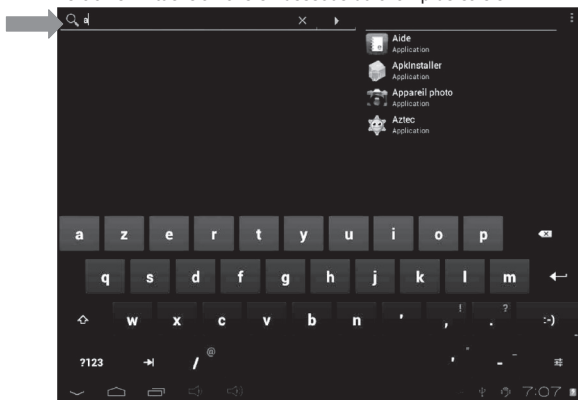 a
Aide
Application
ApkInstaller
Application
Appareil photo
Application
Aztec
Application
a z e r t y u i o p
q s d f g h j k l m
! ?
w x c v b n ' , . :-)
@ "
?123 / ' - _
7:07